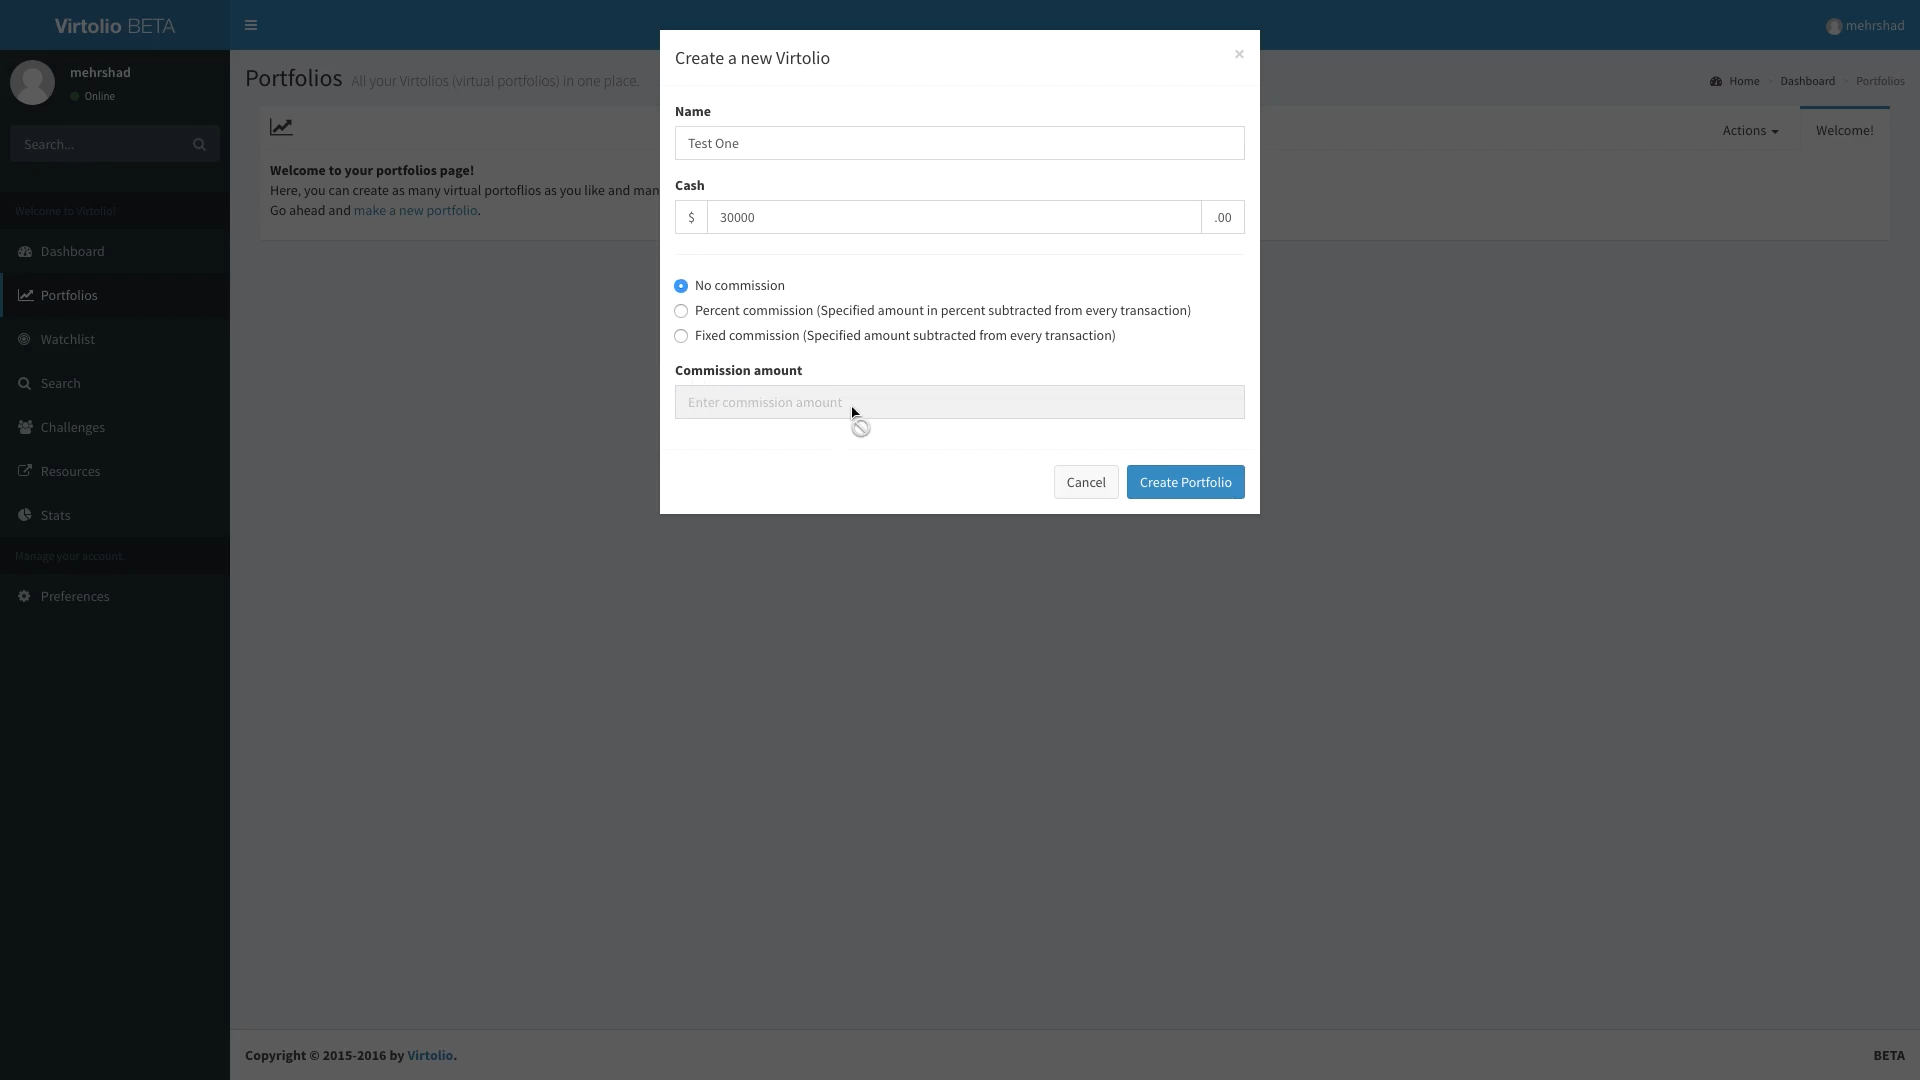 Virtolio BETA
mehrshad
mehrshad
Online
Search...
Welcome to Virtolio!
Dashboard
Portfolios
Watchlist
Search
Challenges
Resources
Stats
Manage your account.
Preferences
Portfolios All your Virtolios (virtual portfolios) in one place.
Home > Dashboard > Portfolios
Actions
Welcome!
Welcome to your portfolios page!
Here, you can create as many virtual portoflios as you like and man
Go ahead and make a new portfolio.
Create a new Virtolio
×
Name
Test One
Cash
$ 30000 .00
No commission
Percent commission (Specified amount in percent subtracted from every transaction)
Fixed commission (Specified amount subtracted from every transaction)
Commission amount
Enter commission amount
Cancel
Create Portfolio
Copyright © 2015-2016 by Virtolio.
BETA